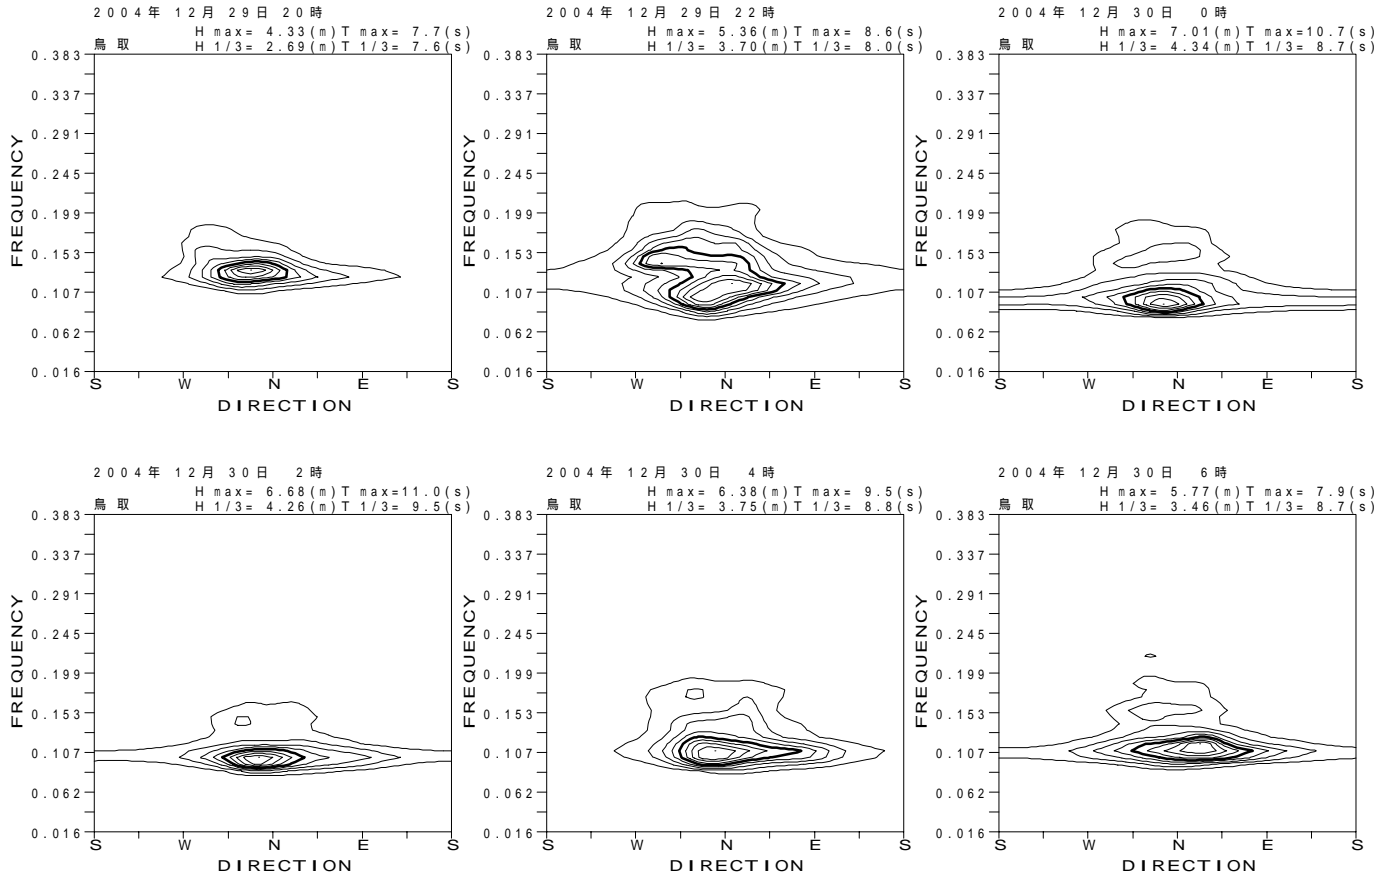 2004年 12月 29日 20時
H max= 4.33(m) T max= 7.7(s)
鳥取 H 1/3= 2.69(m) T 1/3= 7.6(s)
0.383
0.337
0.291
0.245
0.199
0.153
0.107
0.062
0.016
FREQUENCY
S W N E S
DIRECTION
2004年 12月 29日 22時
H max= 5.36(m) T max= 8.6(s)
鳥取 H 1/3= 3.70(m) T 1/3= 8.0(s)
0.383
0.337
0.291
0.245
0.199
0.153
0.107
0.062
0.016
FREQUENCY
S W N E S
DIRECTION
2004年 12月 30日 0時
H max= 7.01(m) T max=10.7(s)
鳥取 H 1/3= 4.34(m) T 1/3= 8.7(s)
0.383
0.337
0.291
0.245
0.199
0.153
0.107
0.062
0.016
FREQUENCY
S W N E S
DIRECTION
2004年 12月 30日 2時
H max= 6.68(m) T max=11.0(s)
鳥取 H 1/3= 4.26(m) T 1/3= 9.5(s)
0.383
0.337
0.291
0.245
0.199
0.153
0.107
0.062
0.016
FREQUENCY
S W N E S
DIRECTION
2004年 12月 30日 4時
H max= 6.38(m) T max= 9.5(s)
鳥取 H 1/3= 3.75(m) T 1/3= 8.8(s)
0.383
0.337
0.291
0.245
0.199
0.153
0.107
0.062
0.016
FREQUENCY
S W N E S
DIRECTION
2004年 12月 30日 6時
H max= 5.77(m) T max= 7.9(s)
鳥取 H 1/3= 3.46(m) T 1/3= 8.7(s)
0.383
0.337
0.291
0.245
0.199
0.153
0.107
0.062
0.016
FREQUENCY
S W N E S
DIRECTION